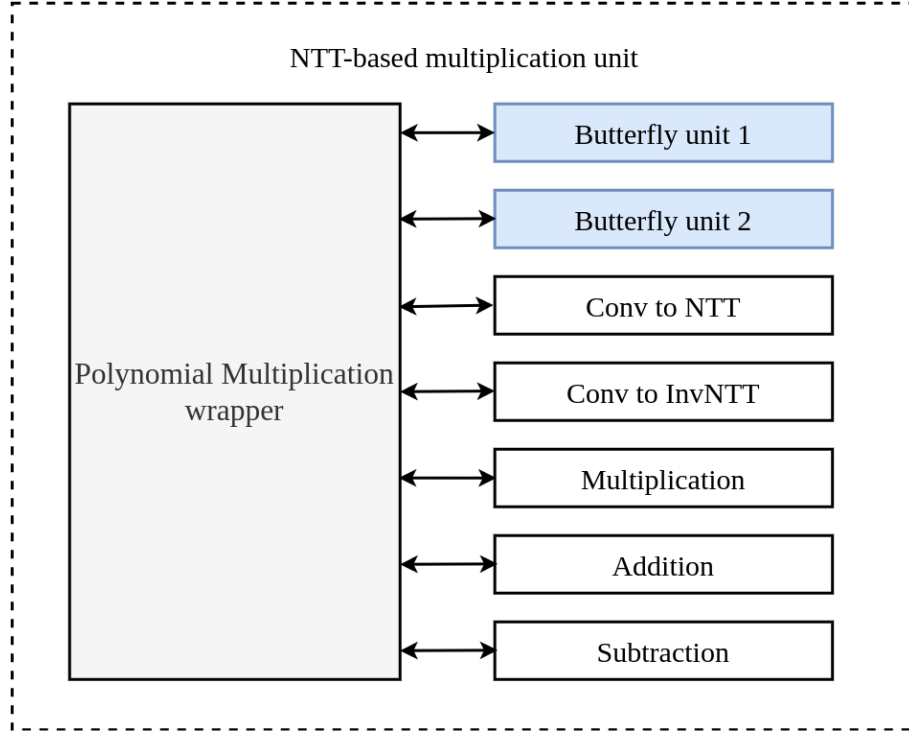 NTT-based multiplication unit
Butterfly unit 1
Butterfly unit 2
Conv to NTT
Polynomial Multiplication
wrapper
Conv to InvNTT
Multiplication
Addition
Subtraction